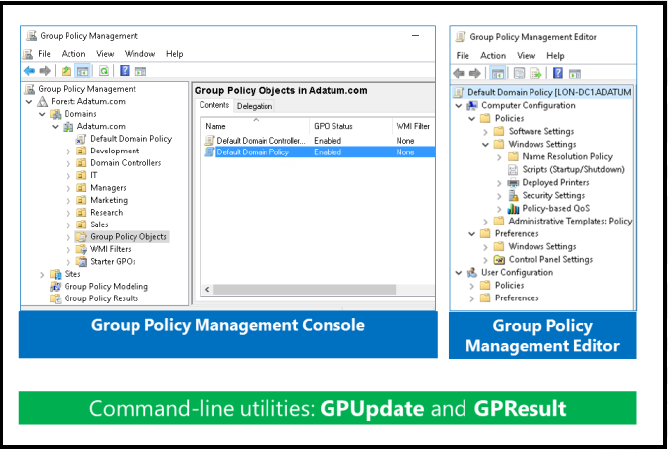 Group Policy Management
File Action View Window Help
Group Policy Management
Forest: Adatum.com
Domains
Adatum.com
Default Domain Policy
Development
Domain Controllers
IT
Managers
Marketing
Research
Sales
Group Policy Objects
WMI Filters
Starter GPOs
Sites
Group Policy Modeling
Group Policy Results
Group Policy Objects in Adatum.com
Contents Delegation
Name GPO Status WMI Filter
Default Domain Controller... Enabled None
Default Domain Policy Enabled None
Group Policy Management Console
Group Policy Management Editor
File Action View Help
Default Domain Policy [LON-DC1.ADATUM
Computer Configuration
Policies
Software Settings
Windows Settings
Name Resolution Policy
Scripts (Startup/Shutdown)
Deployed Printers
Security Settings
Policy-based QoS
Administrative Templates: Policy
Preferences
Windows Settings
Control Panel Settings
User Configuration
Policies
Preferences
Group Policy
Management Editor
Command-line utilities: GPUpdate and GPResult